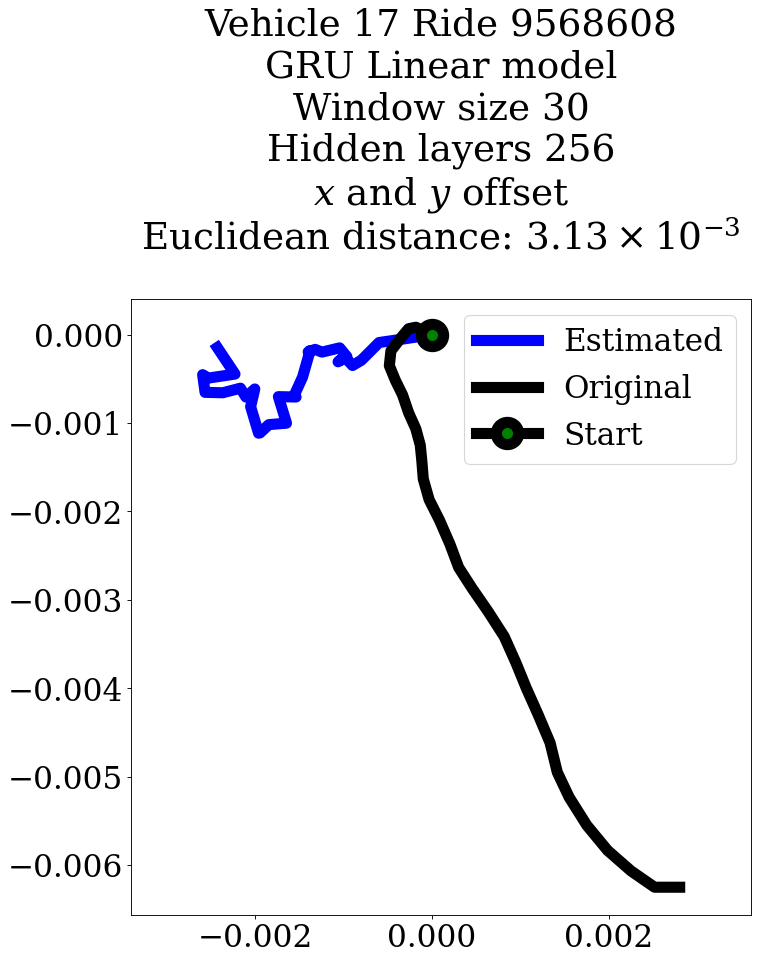 Vehicle 17 Ride 9568608
GRU Linear model
Window size 30
Hidden layers 256
x and y offset
Euclidean distance: 3.13 × 10⁻³
Estimated
Original
Start
0.000
−0.001
−0.002
−0.003
−0.004
−0.005
−0.006
−0.002 0.000 0.002